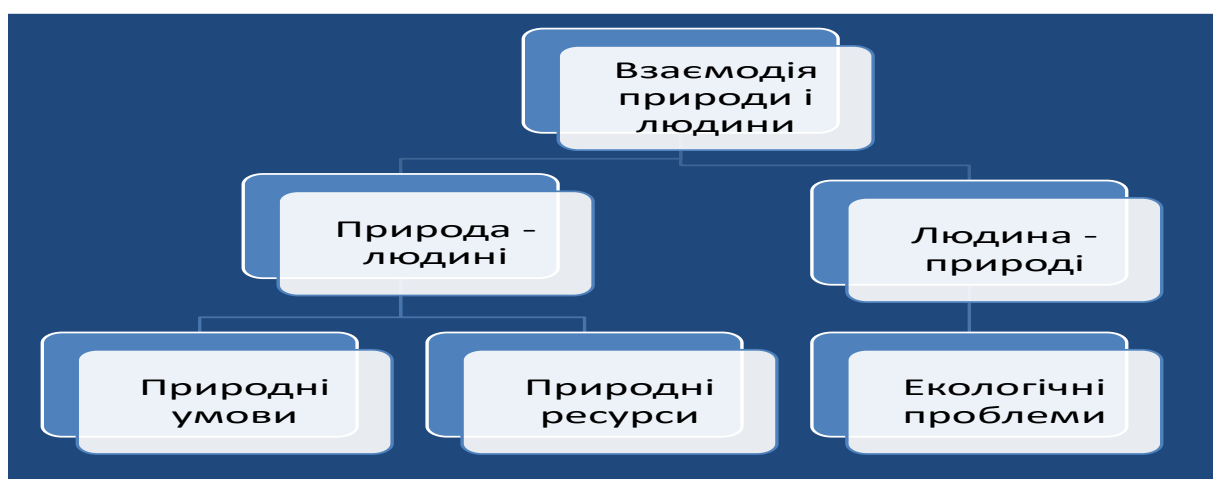 Взаємодія
природи і
людини
Природа -
людині
Людина -
природі
Природні
умови
Природні
ресурси
Екологічні
проблеми